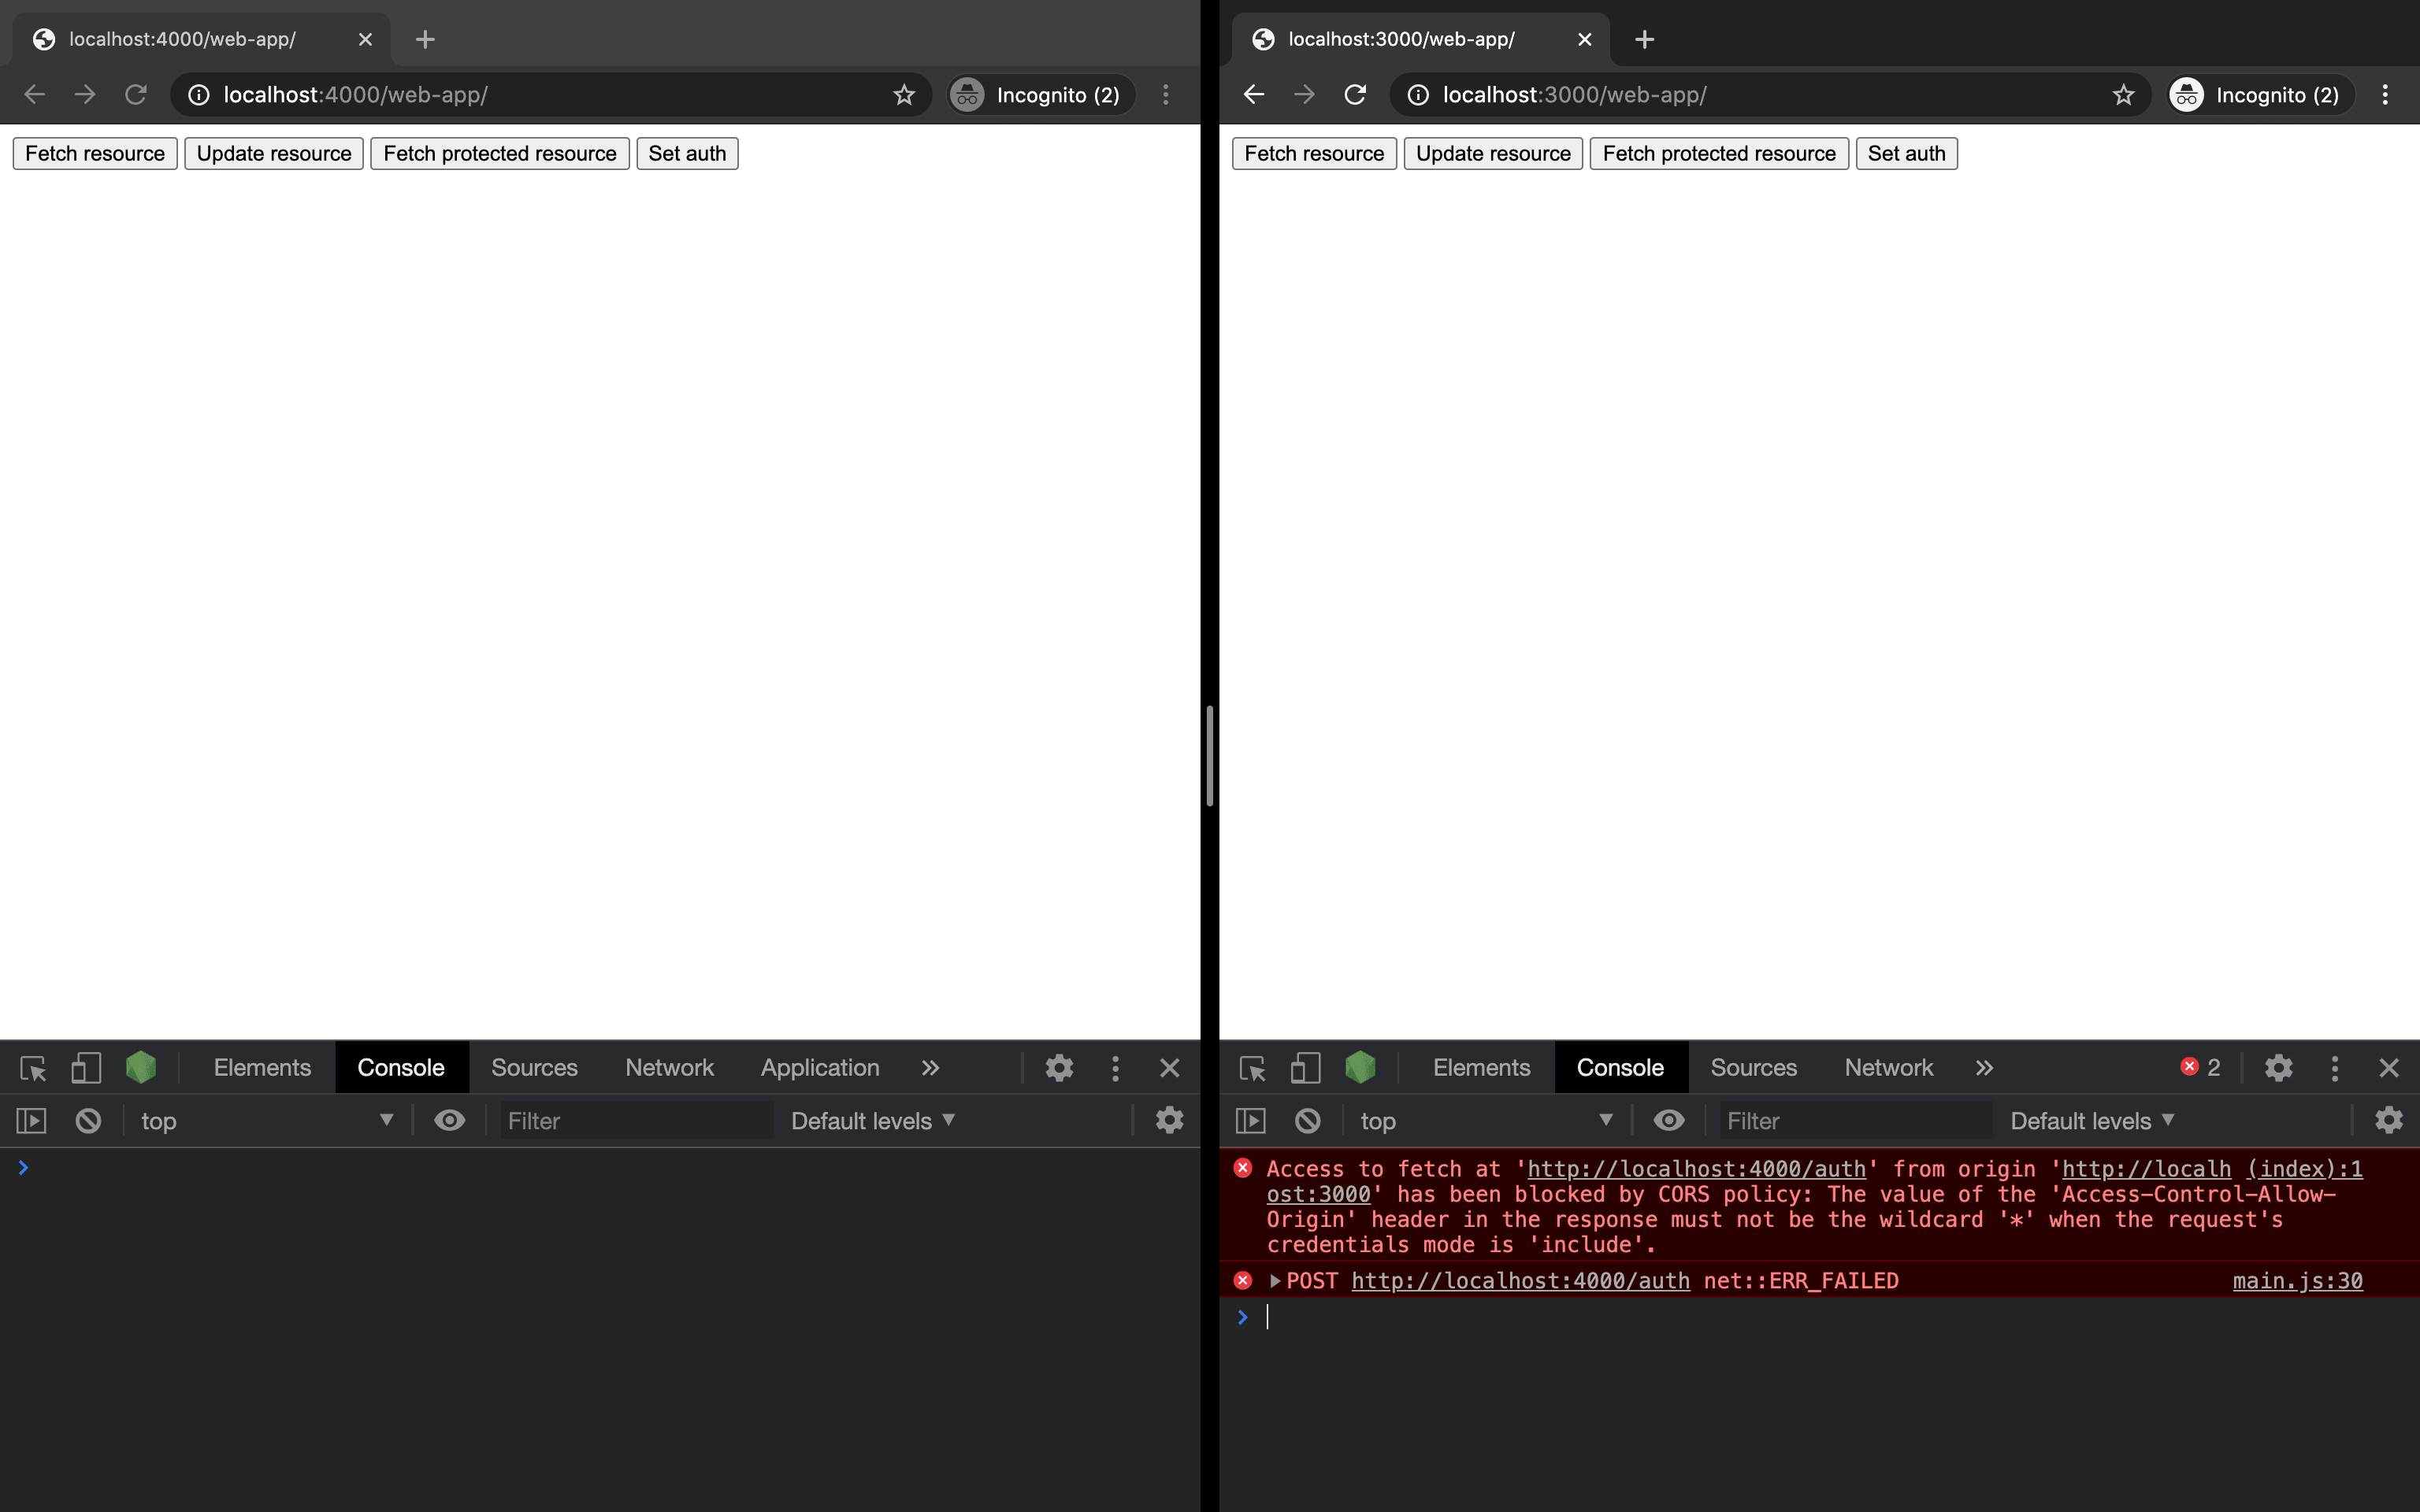 localhost:4000/web-app/
localhost:4000/web-app/
Incognito (2)
Fetch resource
Update resource
Fetch protected resource
Set auth
Elements
Console
Sources
Network
Application
top
Filter
Default levels
localhost:3000/web-app/
localhost:3000/web-app/
Incognito (2)
Fetch resource
Update resource
Fetch protected resource
Set auth
Elements
Console
Sources
Network
2
top
Filter
Default levels
Access to fetch at 'http://localhost:4000/auth' from origin 'http://localh (index):1
ost:3000' has been blocked by CORS policy: The value of the 'Access-Control-Allow-
Origin' header in the response must not be the wildcard '*' when the request's
credentials mode is 'include'.
POST http://localhost:4000/auth net::ERR_FAILED main.js:30